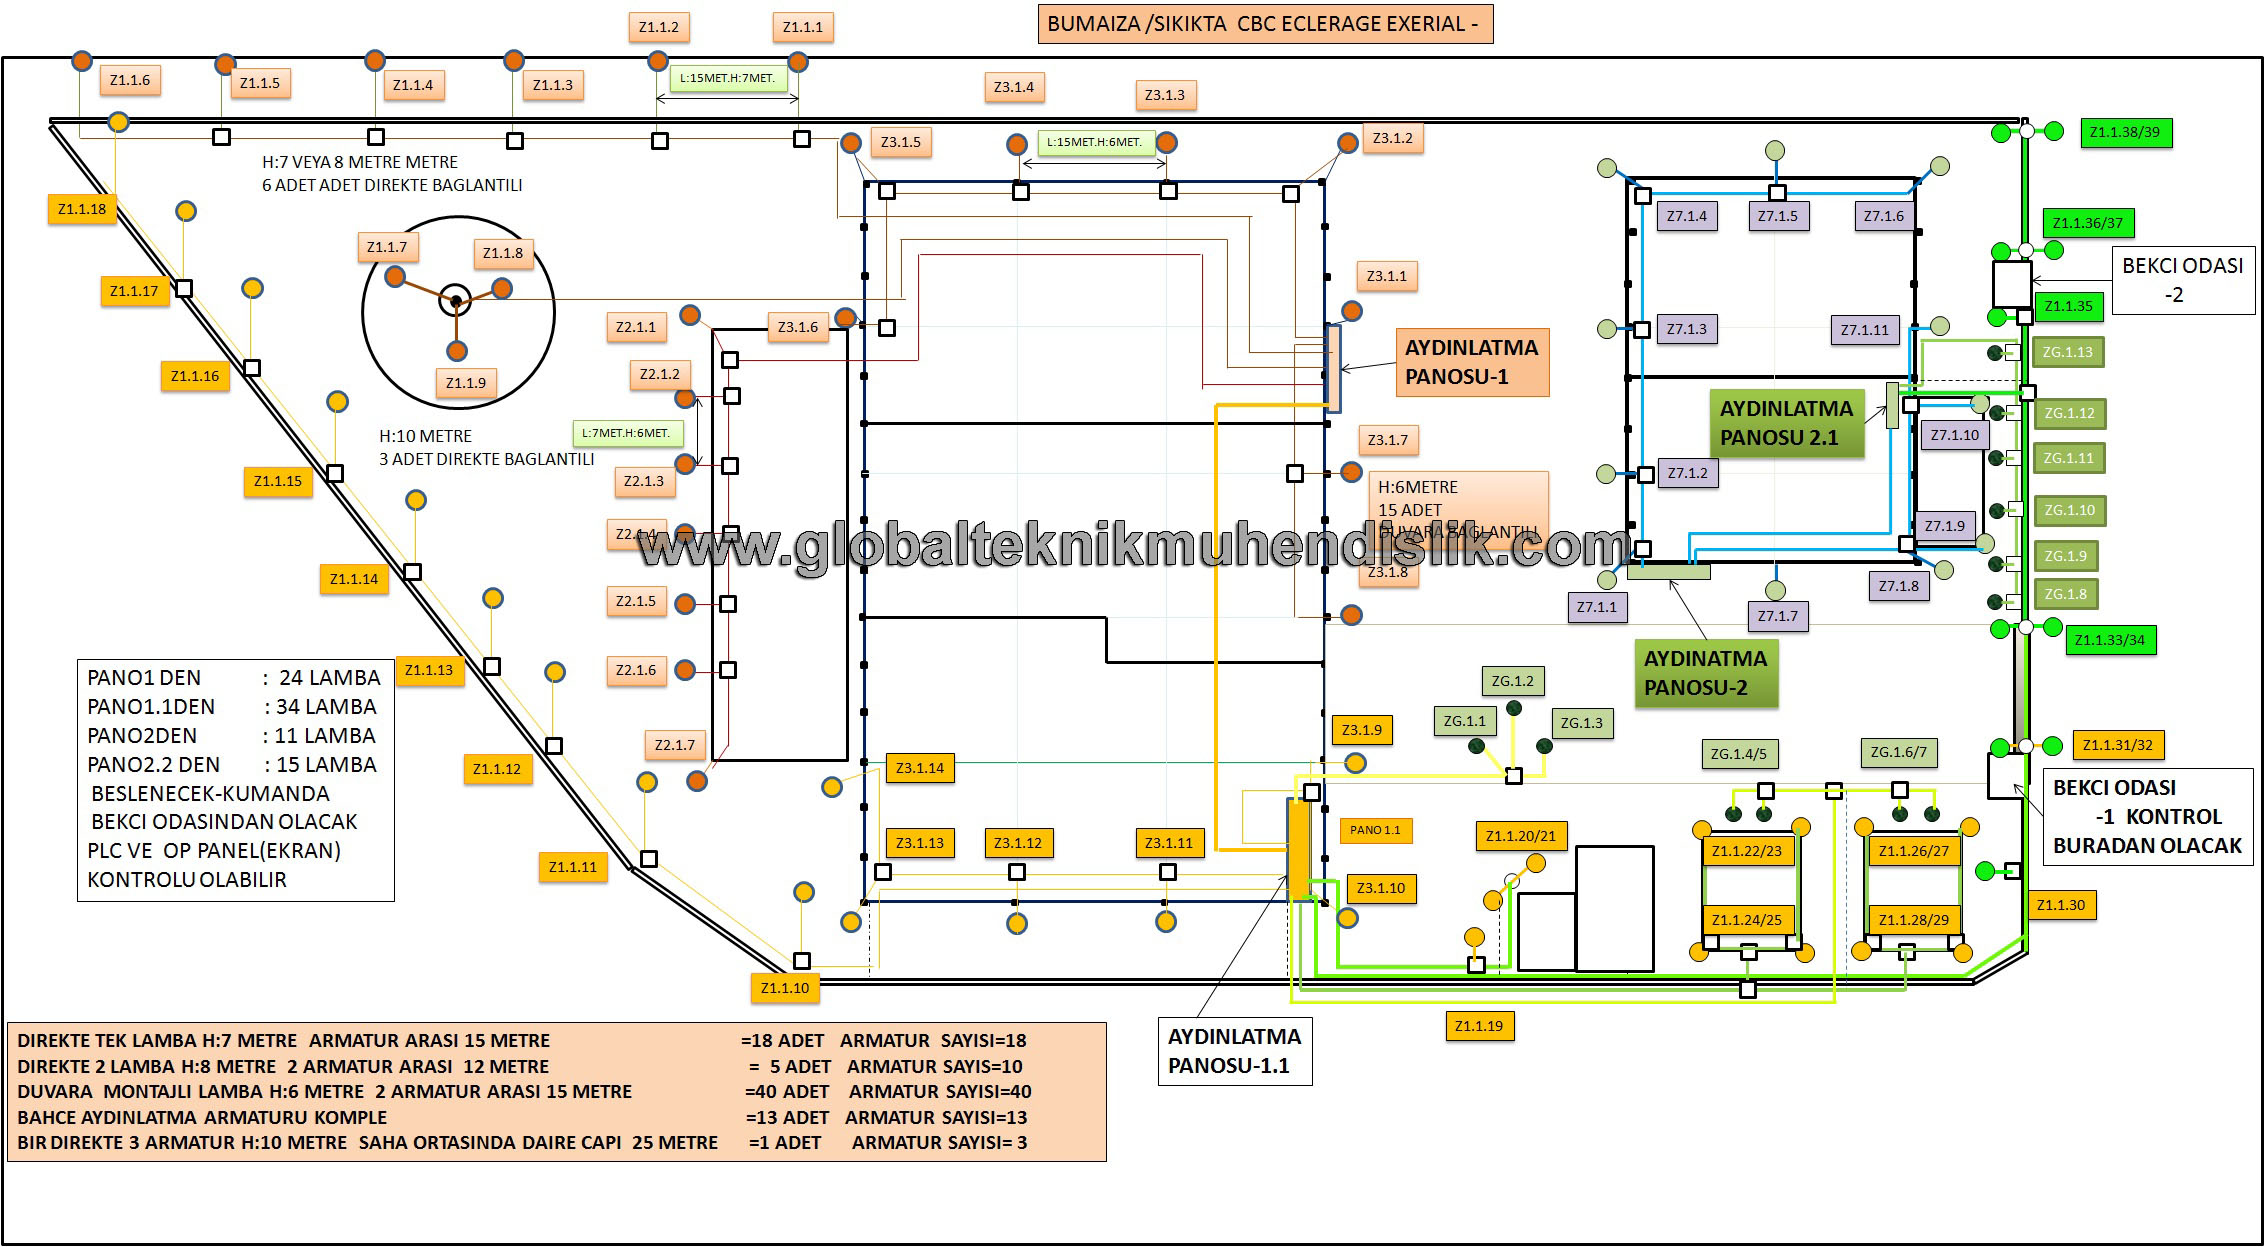 BUMAIZA /SIKIKTA  CBC ECLERAGE EXERIAL -
Z1.1.2
Z1.1.1
Z1.1.6
Z1.1.5
Z1.1.4
Z1.1.3
L:15MET.H:7MET.
Z3.1.4
Z3.1.3
Z3.1.5
L:15MET.H:6MET.
Z3.1.2
Z1.1.38/39
H:7 VEYA 8 METRE METRE
6 ADET ADET DIREKTE BAGLANTILI
Z1.1.18
Z7.1.4
Z7.1.5
Z7.1.6
Z1.1.36/37
Z1.1.7
Z1.1.8
BEKCI ODASI
-2
Z1.1.17
Z3.1.1
Z1.1.35
Z2.1.1
Z3.1.6
Z7.1.3
Z7.1.11
AYDINLATMA
PANOSU-1
ZG.1.13
Z1.1.16
Z2.1.2
Z1.1.9
AYDINLATMA
PANOSU 2.1
ZG.1.12
L:7MET.H:6MET.
H:10 METRE
3 ADET DIREKTE BAGLANTILI
Z3.1.7
Z7.1.10
ZG.1.11
Z1.1.15
Z2.1.3
Z7.1.2
H:6METRE
15 ADET
DUVARA BAGLANTILI
ZG.1.10
Z2.1.4
www.globalteknikmuhendislik.com
Z7.1.9
ZG.1.9
Z1.1.14
Z3.1.8
Z7.1.8
ZG.1.8
Z2.1.5
Z7.1.1
Z7.1.7
Z1.1.33/34
Z1.1.13
Z2.1.6
AYDINATMA
PANOSU-2
PANO1 DEN : 24 LAMBA
PANO1.1DEN : 34 LAMBA
PANO2DEN : 11 LAMBA
PANO2.2 DEN : 15 LAMBA
BESLENECEK-KUMANDA
BEKCI ODASINDAN OLACAK
PLC VE  OP PANEL(EKRAN)
KONTROLU OLABILIR
ZG.1.2
ZG.1.1
ZG.1.3
Z3.1.9
Z2.1.7
Z1.1.31/32
ZG.1.4/5
ZG.1.6/7
Z1.1.12
Z3.1.14
BEKCI ODASI
-1  KONTROL
BURADAN OLACAK
PANO 1.1
Z1.1.20/21
Z3.1.13
Z3.1.12
Z3.1.11
Z1.1.22/23
Z1.1.26/27
Z1.1.11
Z3.1.10
Z1.1.30
Z1.1.24/25
Z1.1.28/29
Z1.1.10
Z1.1.19
AYDINLATMA
PANOSU-1.1
DIREKTE TEK LAMBA H:7 METRE  ARMATUR ARASI 15 METRE =18 ADET  ARMATUR  SAYISI=18
DIREKTE 2 LAMBA H:8 METRE  2 ARMATUR ARASI  12 METRE =  5 ADET  ARMATUR SAYIS=10
DUVARA  MONTAJLI LAMBA H:6 METRE  2 ARMATUR ARASI 15 METRE =40 ADET  ARMATUR SAYISI=40
BAHCE AYDINLATMA ARMATURU KOMPLE =13 ADET  ARMATUR SAYISI=13
BIR DIREKTE 3 ARMATUR H:10 METRE  SAHA ORTASINDA DAIRE CAPI  25 METRE =1 ADET  ARMATUR SAYISI= 3